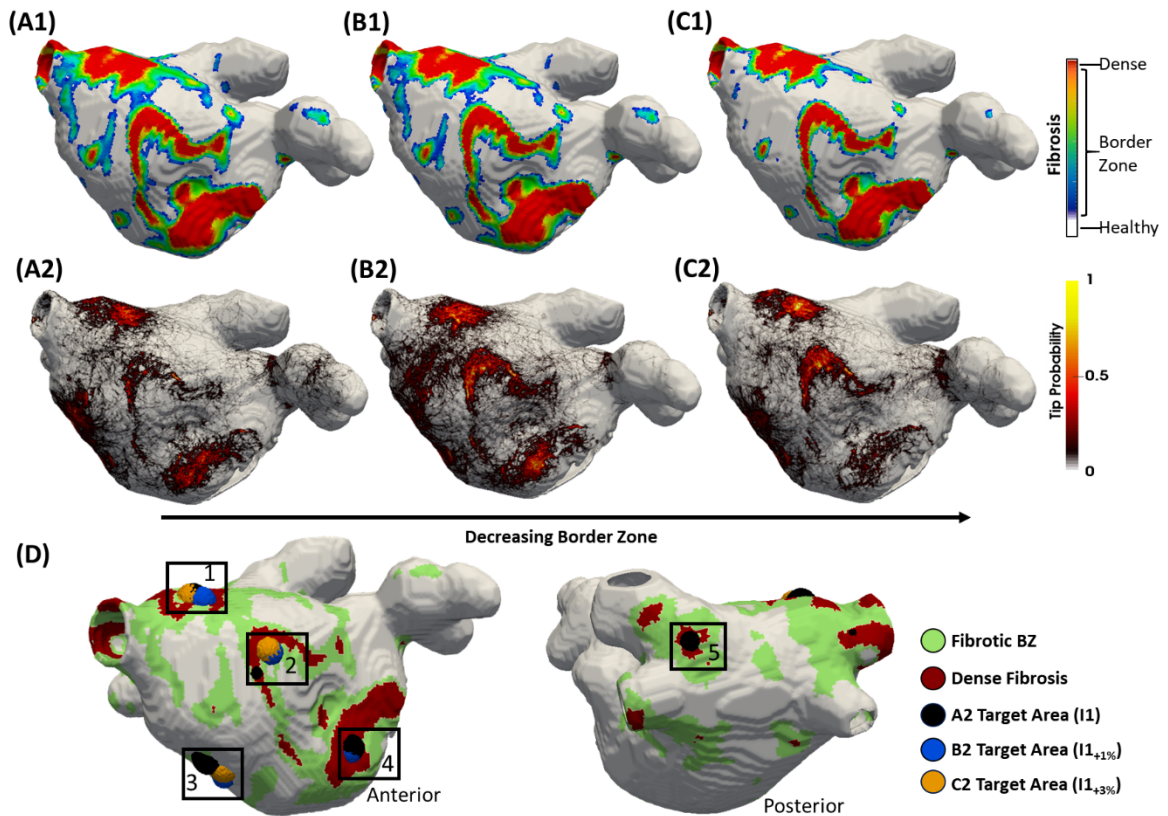 (A1)
(B1)
(C1)
Fibrosis
Dense
Border
Zone
Healthy
(A2)
(B2)
(C2)
Tip Probability
1
0.5
0
Decreasing Border Zone
(D)
1
2
3
4
Anterior
5
Posterior
Fibrotic BZ
Dense Fibrosis
A2 Target Area (I1)
B2 Target Area (I1+1%)
C2 Target Area (I1+3%)